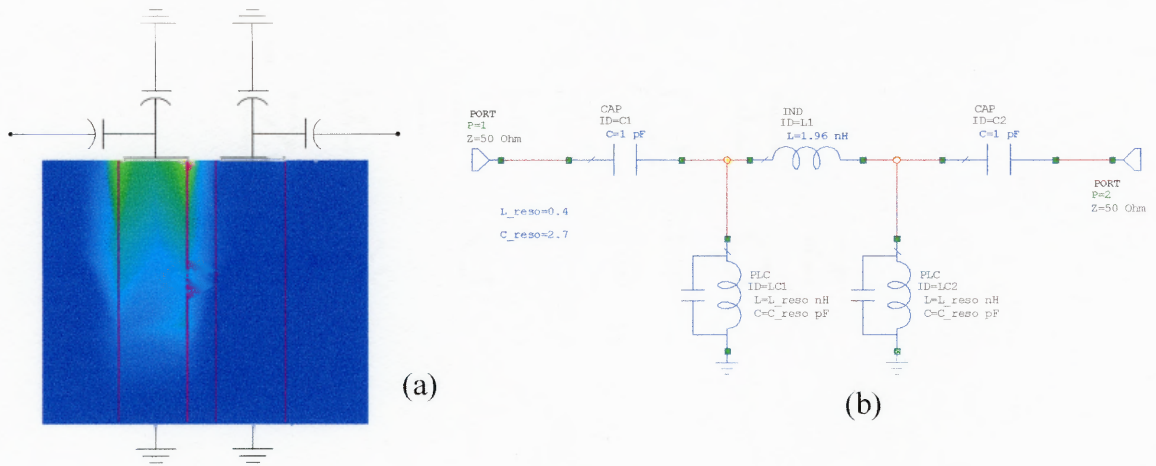 PORT
P=1
Z=50 Ohm
CAP
ID=C1
C=1 pF
IND
ID=L1
L=1.96 nH
CAP
ID=C2
C=1 pF
PORT
P=2
Z=50 Ohm
L_reso=0.4
C_reso=2.7
PLC
ID=LC1
L=L_reso nH
C=C_reso pF
PLC
ID=LC2
L=L_reso nH
C=C_reso pF
(a)
(b)